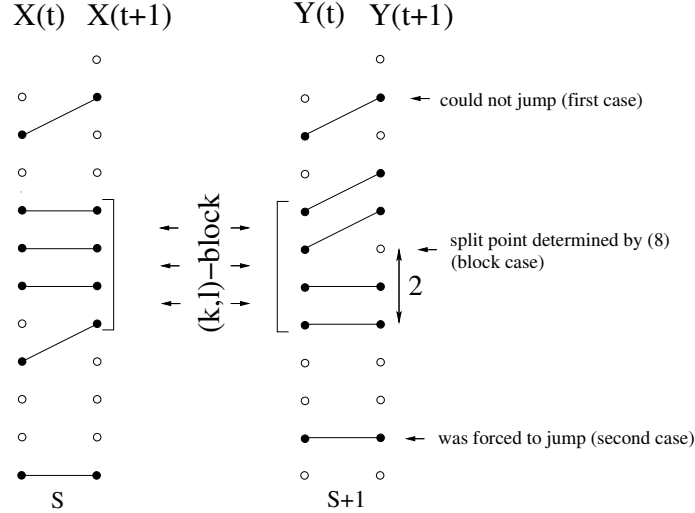 X(t) X(t+1) Y(t) Y(t+1)
could not jump (first case)
(k,l)−block
split point determined by (8)
(block case)
2
was forced to jump (second case)
S S+1